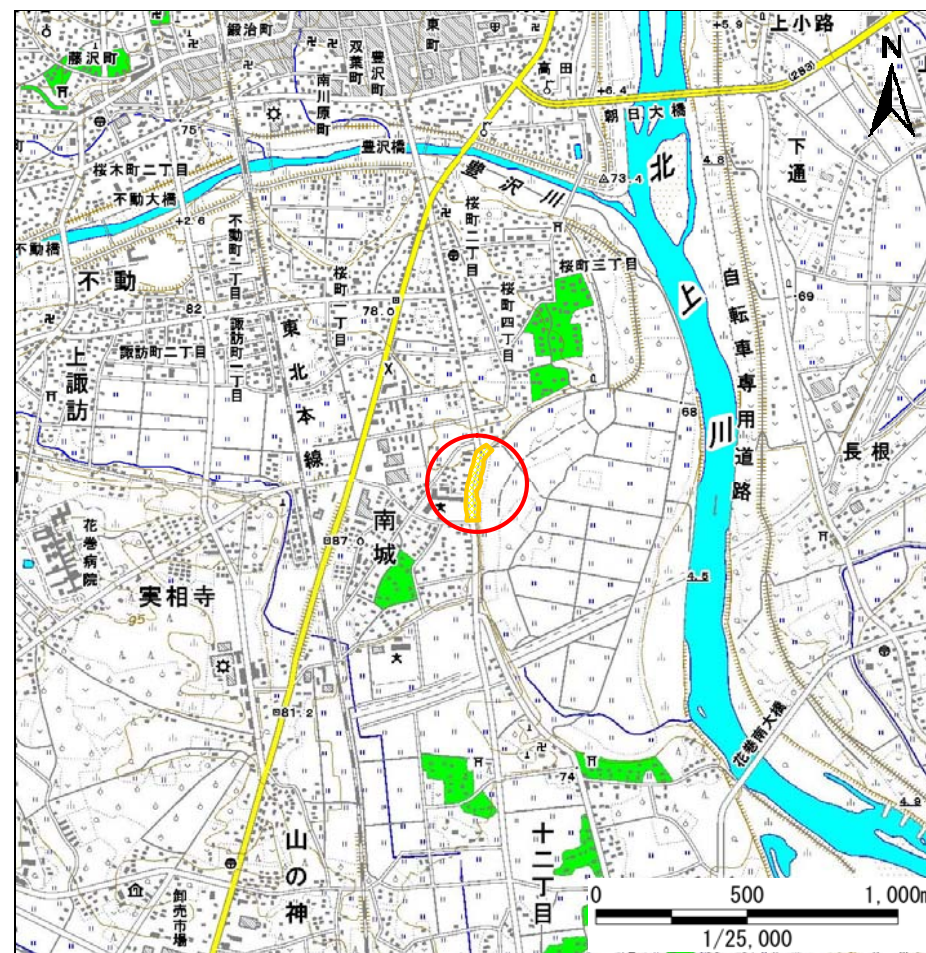 鍛治町
東町
上小路
5.9
N
藤沢町
双葉町
豊沢町
高田
(283)
南川原町
6.4
朝日大橋
75
豊沢橋
下通
桜木町二丁目
北
4.8
豊沢川
73.4
不動大橋
2.6
不動橋
不動町一丁目
桜町二丁目
桜町三丁目
不動
桜町一丁目
桜町四丁目
上
自転車専用道路
69
78.0
82
東北本線
諏訪町二丁目
諏訪町一丁目
上諏訪
68
川
長根
南城
花巻病院
87.0
実相寺
4.5
95
81.2
花巻南大橋
74
4.9
山の神
十二丁目
卸売市場
0 500 1,000m
1/25,000